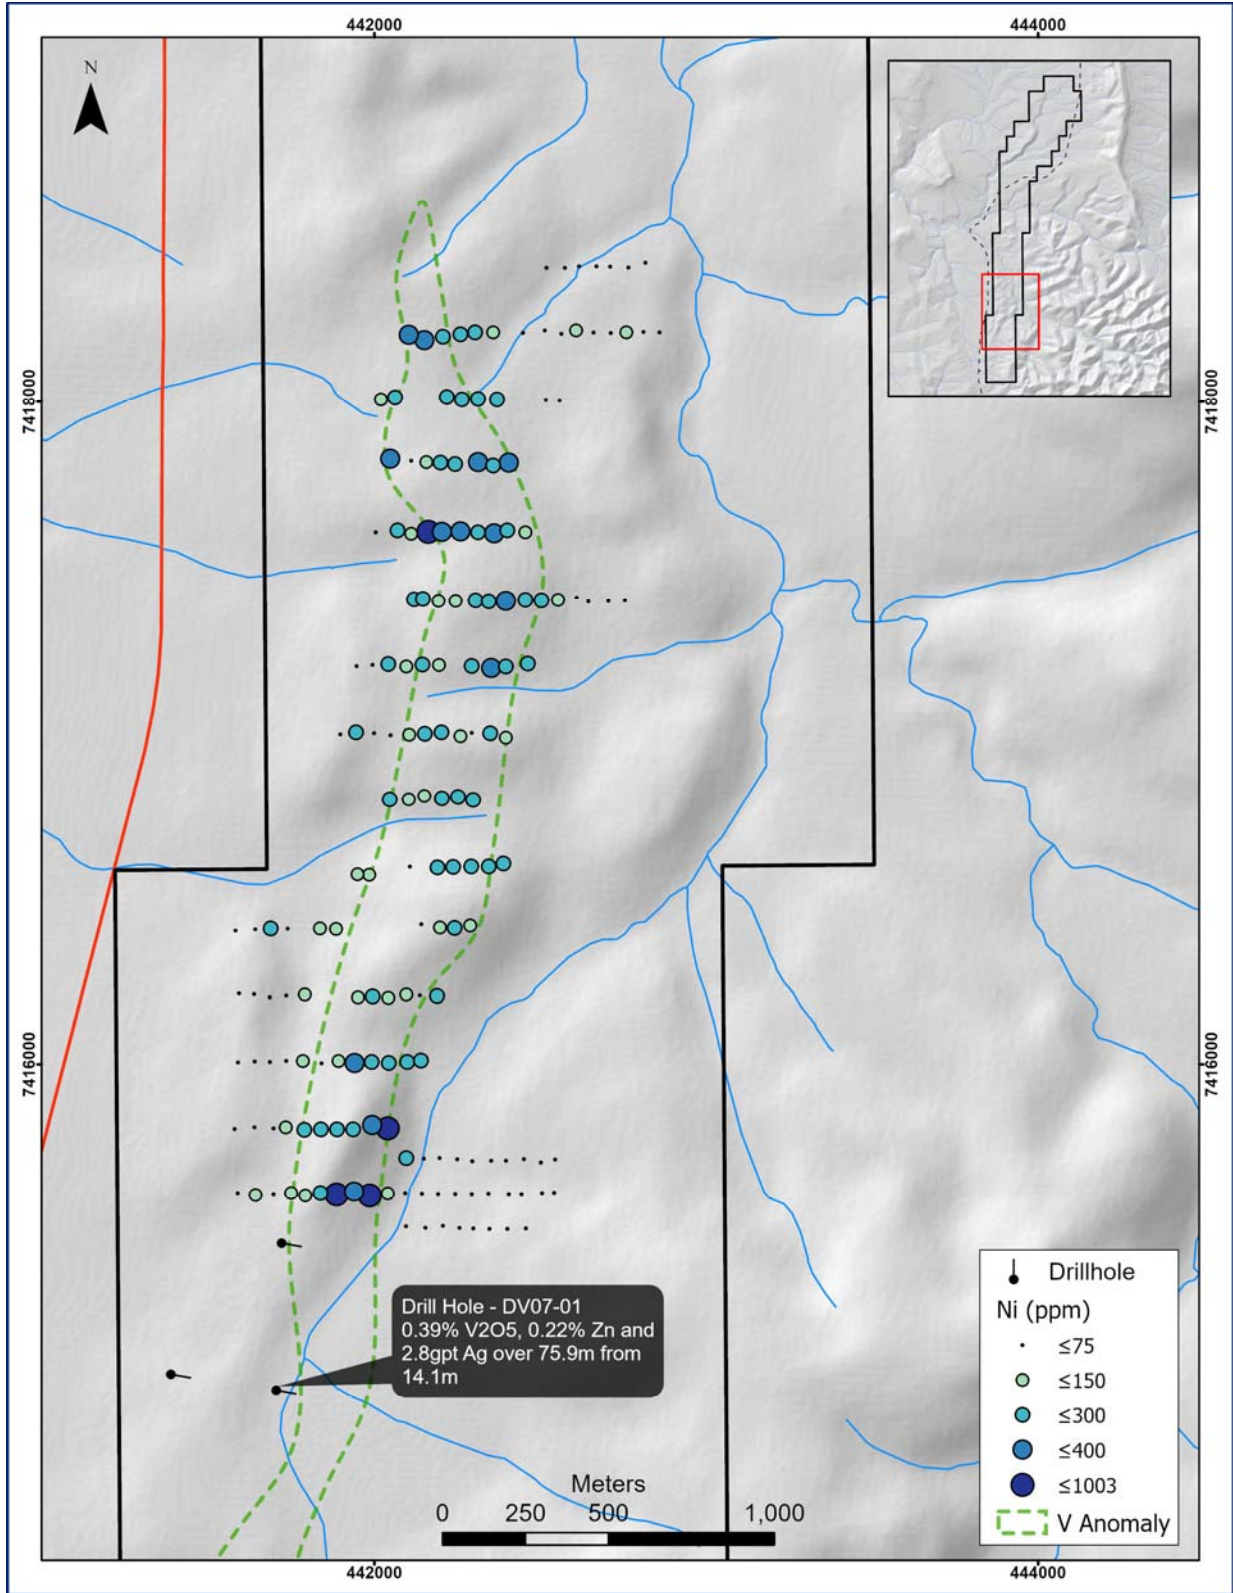 442000
444000
N
7418000
7418000
7416000
7416000
Drill Hole - DV07-01
0.39% V2O5, 0.22% Zn and
2.8gpt Ag over 75.9m from
14.1m
Drillhole
Ni (ppm)
≤75
≤150
≤300
≤400
≤1003
V Anomaly
Meters
0 250 500 1,000
442000
444000